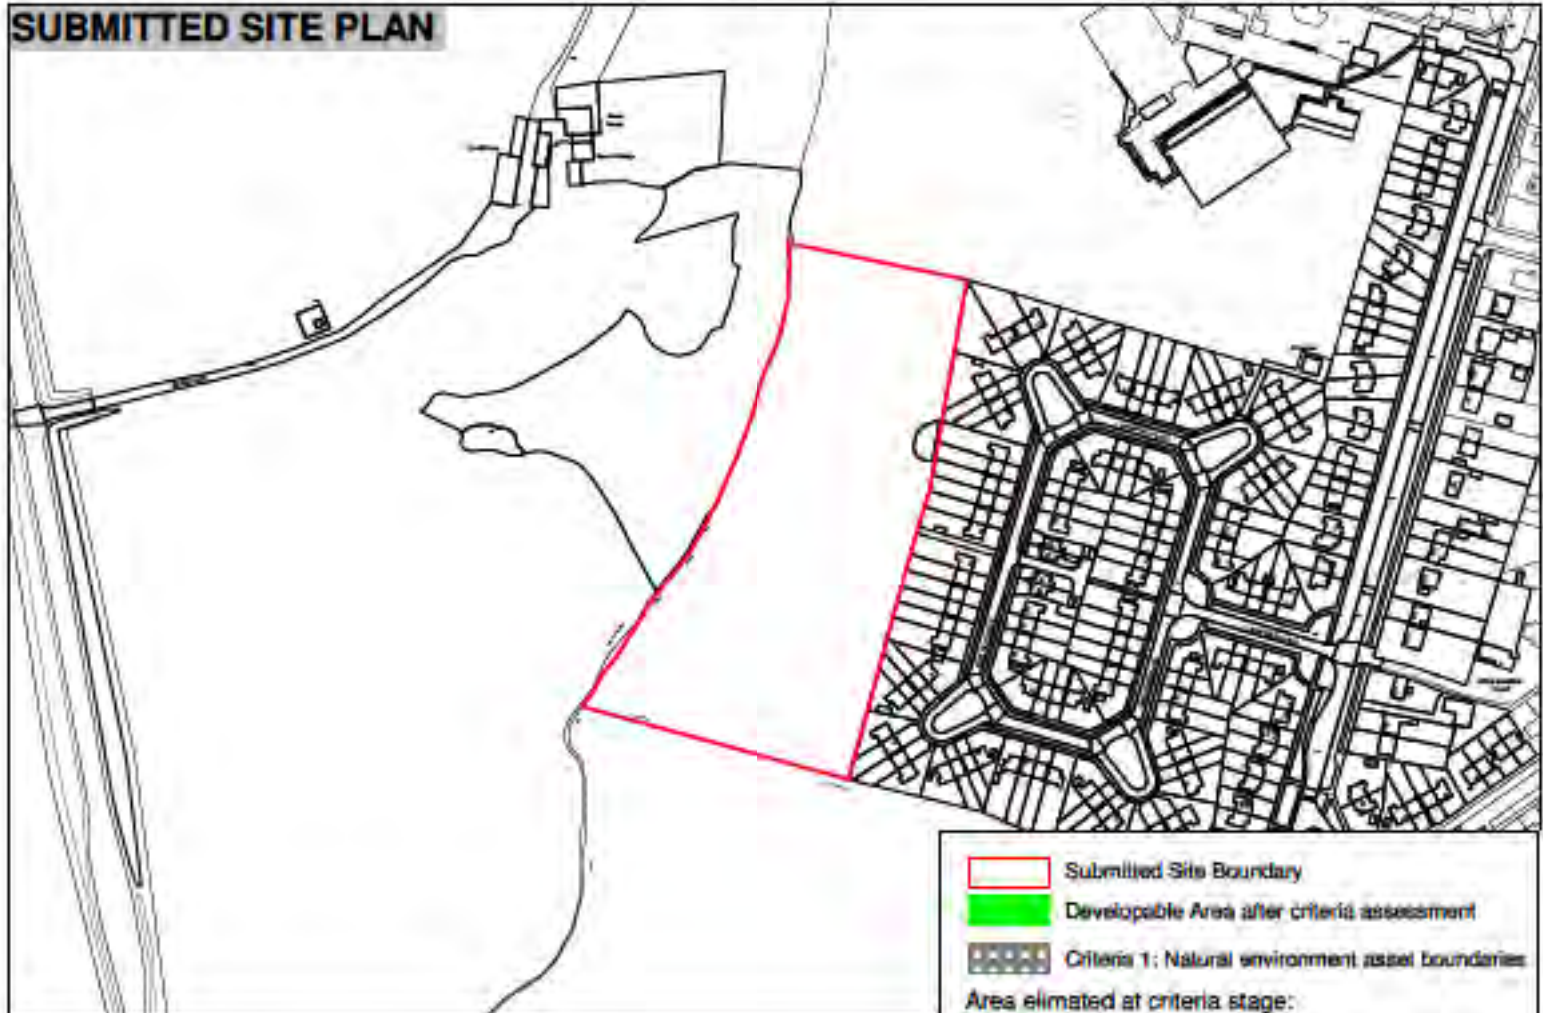 SUBMITTED SITE PLAN
Submitted Site Boundary
Developable Area after criteria assessment
Criteria 1: Natural environment asset boundaries
Area elimated at criteria stage: